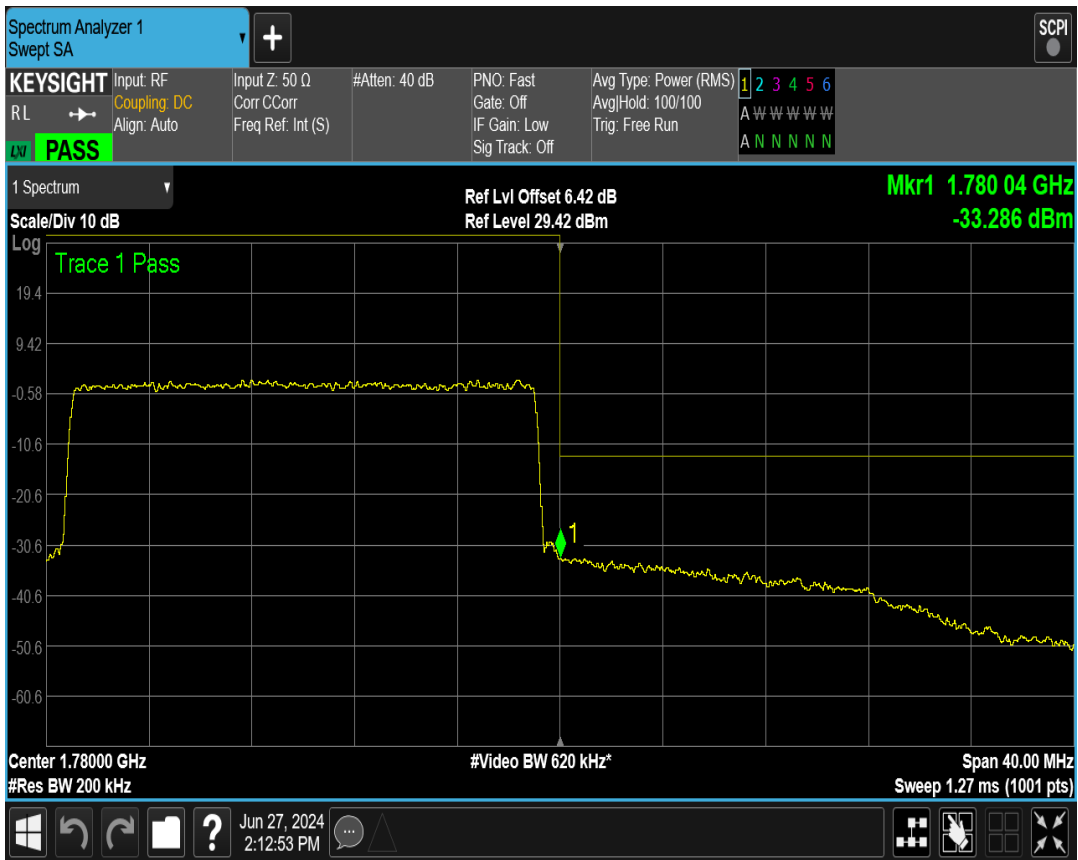 Spectrum Analyzer 1
Swept SA
SCPI
KEYSIGHT
RL
LXI PASS
Input: RF
Coupling: DC
Align: Auto
Input Z: 50 Ω
Corr CCorr
Freq Ref: Int (S)
#Atten: 40 dB
PNO: Fast
Gate: Off
IF Gain: Low
Sig Track: Off
Avg Type: Power (RMS)
Avg|Hold: 100/100
Trig: Free Run
1 2 3 4 5 6
A W W W W W
A N N N N N
1 Spectrum
Scale/Div 10 dB
Ref Lvl Offset 6.42 dB
Ref Level 29.42 dBm
Mkr1 1.780 04 GHz
-33.286 dBm
Log
Trace 1 Pass
19.4
9.42
-0.58
-10.6
-20.6
1
-30.6
-40.6
-50.6
-60.6
Center 1.78000 GHz
#Video BW 620 kHz*
Span 40.00 MHz
#Res BW 200 kHz
Sweep 1.27 ms (1001 pts)
?
Jun 27, 2024
2:12:53 PM